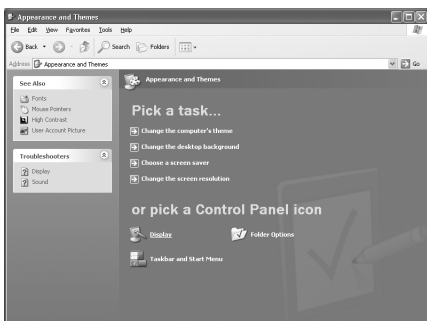 Appearance and Themes
File Edit View Favorites Tools Help
Back Search Folders
Address Appearance and Themes Go
See Also
Fonts
Mouse Pointers
High Contrast
User Account Picture
Troubleshooters
Display
Sound
Appearance and Themes
Pick a task...
Change the computer's theme
Change the desktop background
Choose a screen saver
Change the screen resolution
or pick a Control Panel icon
Display Folder Options
Taskbar and Start Menu